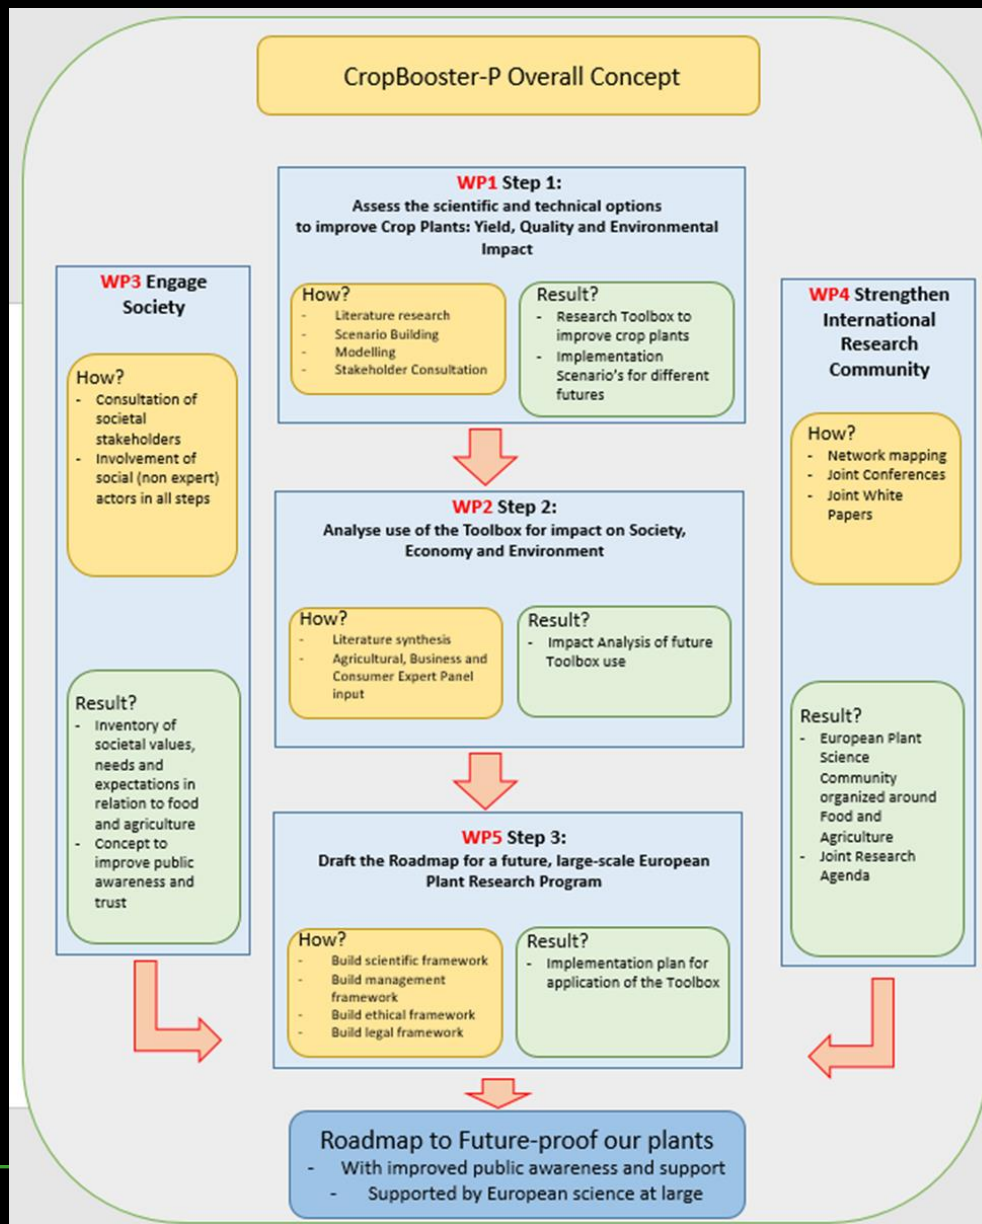 CropBooster-P Overall Concept
WP1 Step 1:
Assess the scientific and technical options
to improve Crop Plants: Yield, Quality and Environmental
Impact
How?
- Literature research
- Scenario Building
- Modelling
- Stakeholder Consultation
Result?
- Research Toolbox to
improve crop plants
- Implementation
Scenario's for different
futures
WP3 Engage
Society
How?
- Consultation of
societal
stakeholders
- Involvement of
social (non expert)
actors in all steps
Result?
- Inventory of
societal values,
needs and
expectations in
relation to food
and agriculture
- Concept to
improve public
awareness and
trust
WP4 Strengthen
International
Research
Community
How?
- Network mapping
- Joint Conferences
- Joint White
Papers
Result?
- European Plant
Science
Community
organized around
Food and
Agriculture
- Joint Research
Agenda
WP2 Step 2:
Analyse use of the Toolbox for impact on Society,
Economy and Environment
How?
- Literature synthesis
- Agricultural, Business and
Consumer Expert Panel
input
Result?
- Impact Analysis of future
Toolbox use
WP5 Step 3:
Draft the Roadmap for a future, large-scale European
Plant Research Program
How?
- Build scientific framework
- Build management
framework
- Build ethical framework
- Build legal framework
Result?
- Implementation plan for
application of the Toolbox
Roadmap to Future-proof our plants
- With improved public awareness and support
- Supported by European science at large